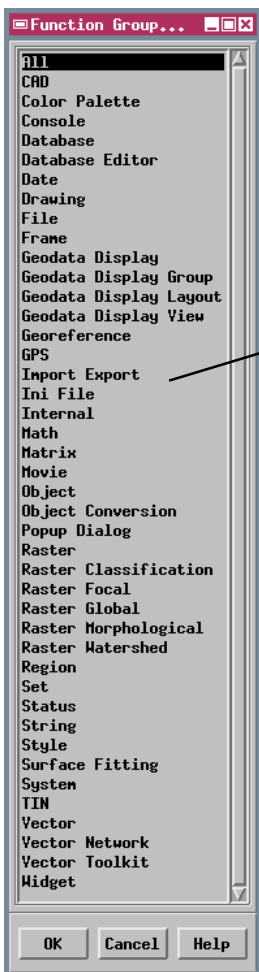 Function Group...
All
CAD
Color Palette
Console
Database
Database Editor
Date
Drawing
File
Frame
Geodata Display
Geodata Display Group
Geodata Display Layout
Geodata Display View
Georeference
GPS
Import Export
Ini File
Internal
Math
Matrix
Movie
Object
Object Conversion
Popup Dialog
Raster
Raster Classification
Raster Focal
Raster Global
Raster Morphological
Raster Watershed
Region
Set
Status
String
Style
Surface Fitting
System
TIN
Vector
Vector Network
Vector Toolkit
Widget
OK Cancel Help